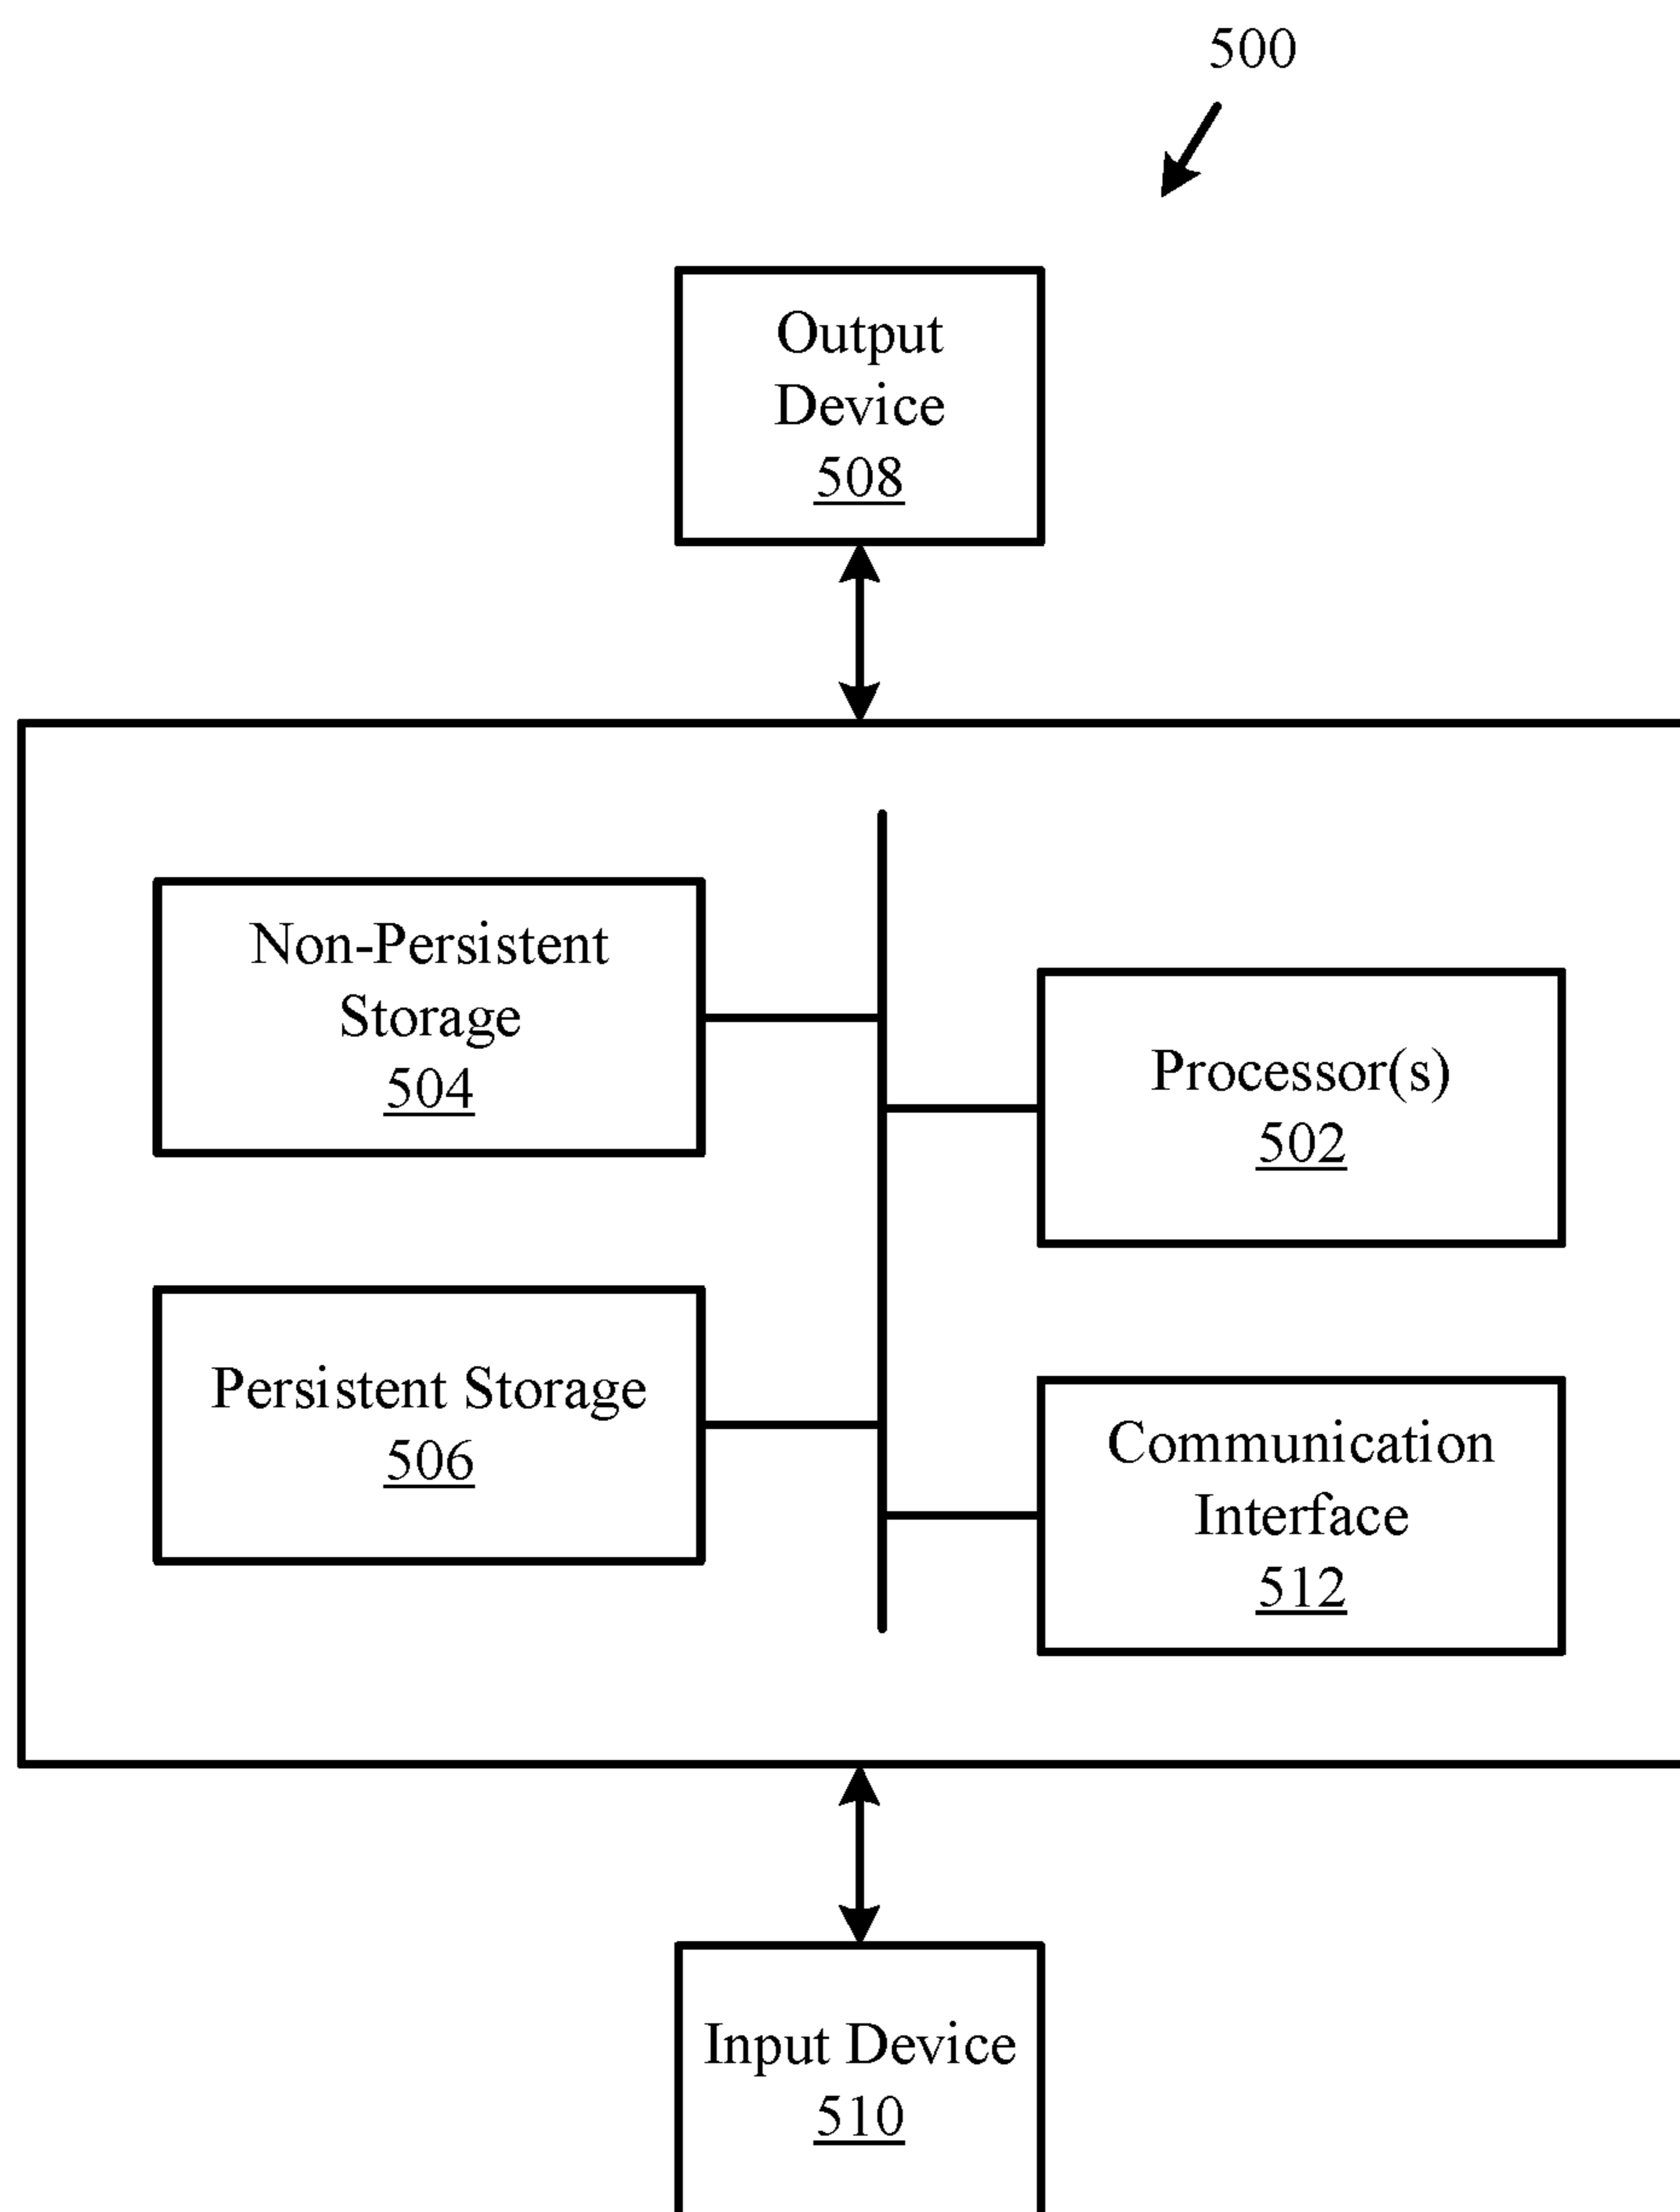 500
Output
Device
508
Non-Persistent
Storage
504
Processor(s)
502
Persistent Storage
506
Communication
Interface
512
Input Device
510